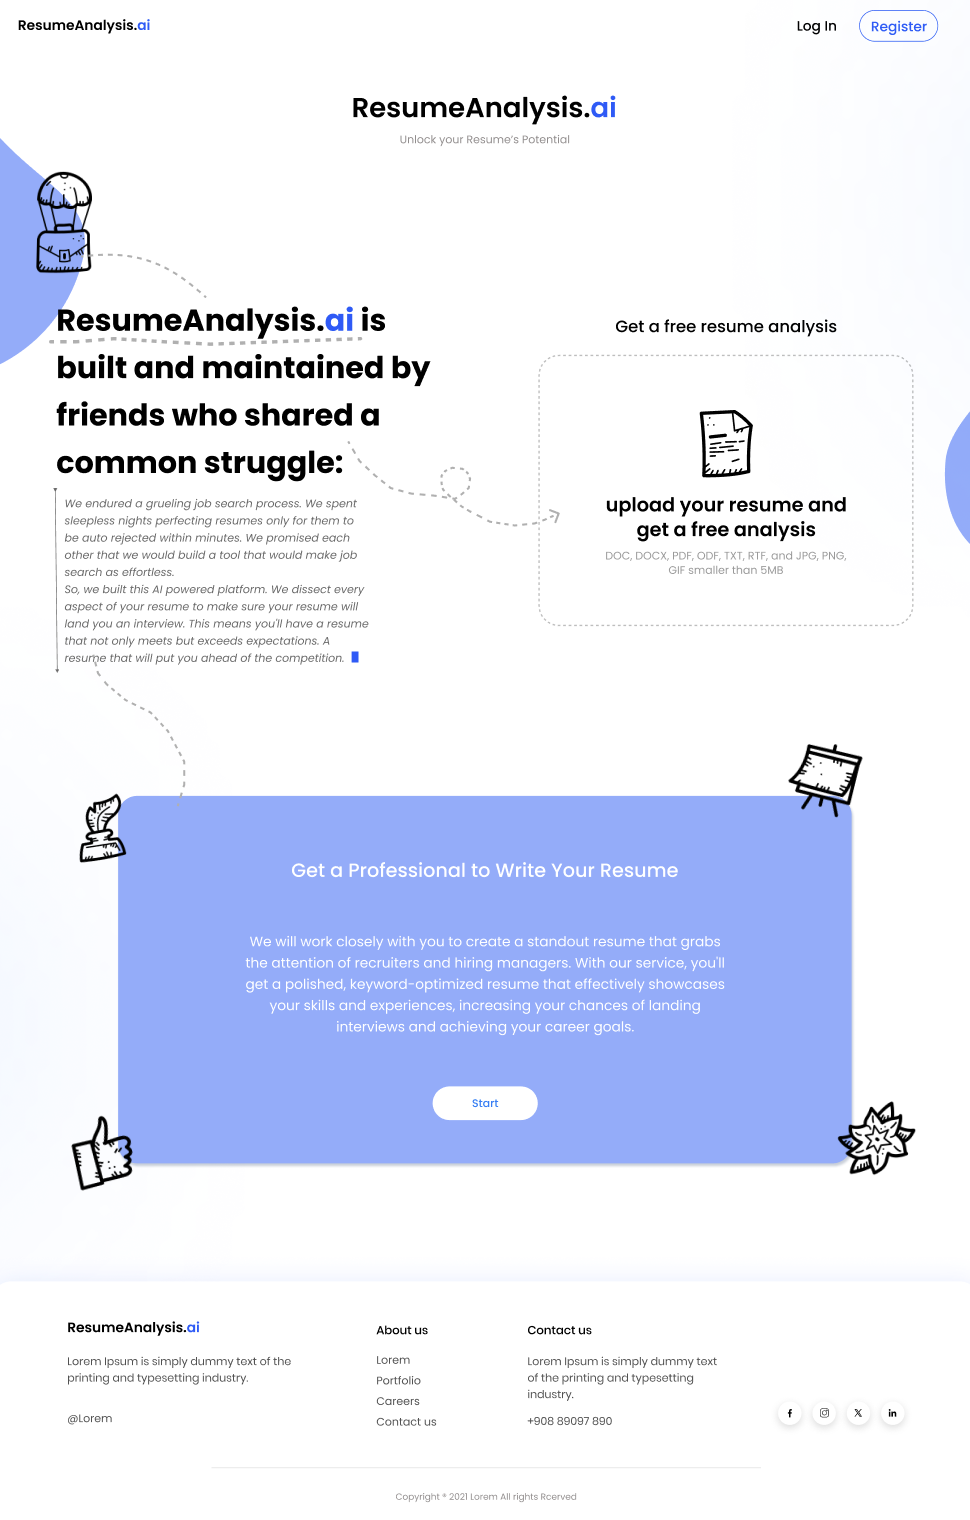 ResumeAnalysis.ai
Log In
Register
ResumeAnalysis.ai
Unlock your Resume's Potential
ResumeAnalysis.ai is
built and maintained by
friends who shared a
common struggle:
We endured a grueling job search process. We spent
sleepless nights perfecting resumes only for them to
be auto rejected within minutes. We promised each
other that we would build a tool that would make job
search as effortless.
So, we built this AI powered platform. We dissect every
aspect of your resume to make sure your resume will
land you an interview. This means you'll have a resume
that not only meets but exceeds expectations. A
resume that will put you ahead of the competition.
Get a free resume analysis
upload your resume and
get a free analysis
DOC, DOCX, PDF, ODF, TXT, RTF, and JPG, PNG,
GIF smaller than 5MB
Get a Professional to Write Your Resume
We will work closely with you to create a standout resume that grabs
the attention of recruiters and hiring managers. With our service, you'll
get a polished, keyword-optimized resume that effectively showcases
your skills and experiences, increasing your chances of landing
interviews and achieving your career goals.
Start
ResumeAnalysis.ai
Lorem Ipsum is simply dummy text of the
printing and typesetting industry.
@Lorem
About us
Lorem
Portfolio
Careers
Contact us
Contact us
Lorem Ipsum is simply dummy text
of the printing and typesetting
industry.
+908 89097 890
Copyright ® 2021 Lorem All rights Rcerved